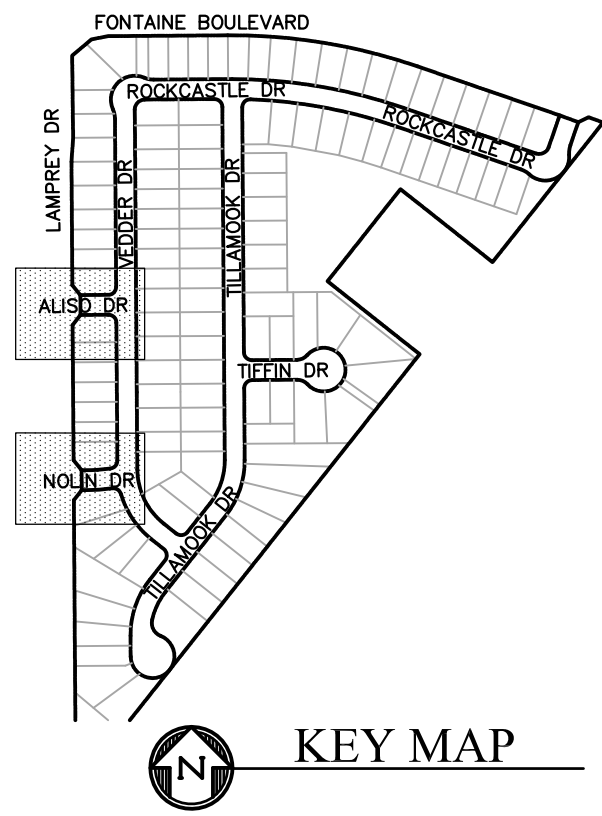 FONTAINE BOULEVARD
ROCKCASTLE DR
ROCKCASTLE DR
LAMPREY DR
VEDDER DR
TILLAMOOK DR
ALISO DR
TIFFIN DR
NOLIN DR
TILLAMOOK DR
KEY MAP
N